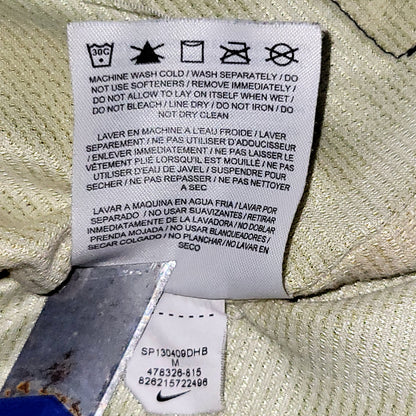 30C
MACHINE WASH COLD / WASH SEPARATELY / DO
NOT USE SOFTENERS / REMOVE IMMEDIATELY /
DO NOT ALLOW TO LAY ON ITSELF WHEN WET /
DO NOT BLEACH / LINE DRY / DO NOT IRON / DO
NOT DRY CLEAN
LAVER EN MACHINE A L'EAU FROIDE / LAVER
SEPAREMENT / NE PAS UTILISER D'ADOUCISSEUR
/ ENLEVER IMMÉDIATEMENT / NE PAS LAISSER LE
VÊTEMENT PLIÉ LORSQU'IL EST MOUILLÉ / NE PAS
UTILISER D'EAU DE JAVEL / SUSPENDRE POUR
SECHER / NE PAS REPASSER / NE PAS NETTOYER
A SEC
LAVAR A MAQUINA EN AGUA FRIA / LAVAR POR
SEPARADO / NO USAR SUAVIZANTES / RETIRAR
INMEDIATAMENTE DE LA LAVADORA / NO DOBLAR
PRENDA MOJADA / NO USAR BLANQUEADORES /
SECAR COLGADO / NO PLANCHAR / NO LAVAR EN
SECO
SP130409DHB
M
478326-815
826215722496